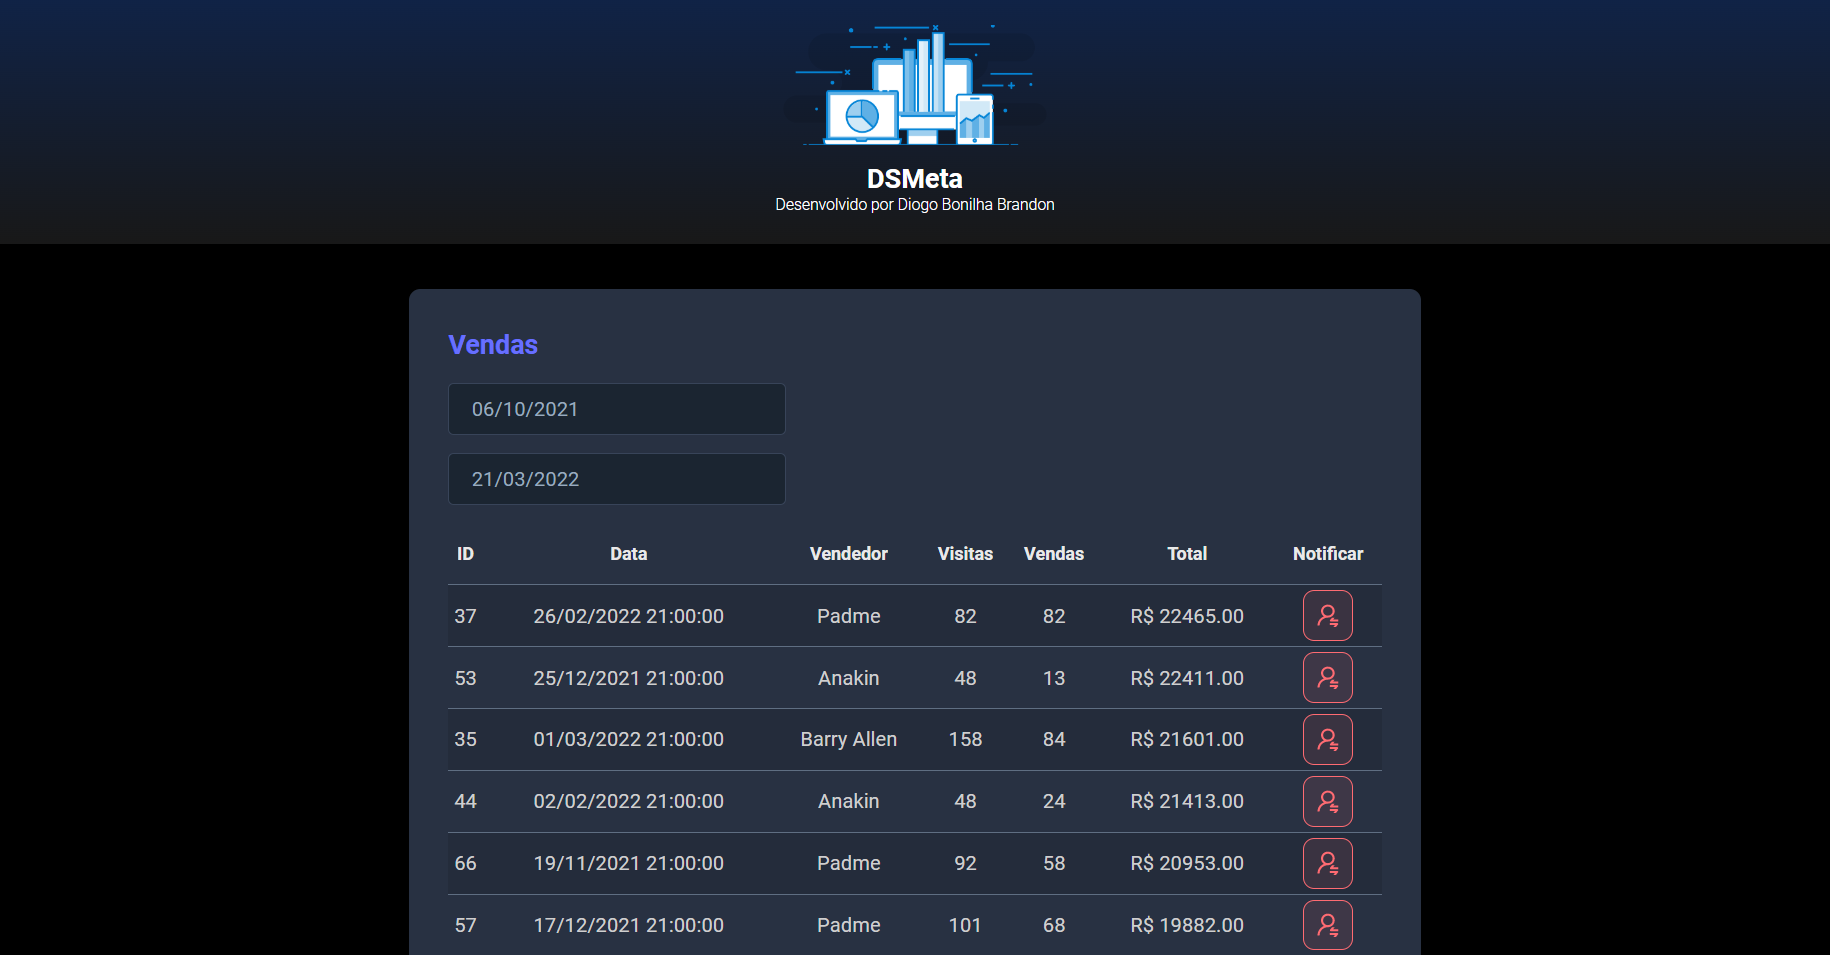 DSMeta
Desenvolvido por Diogo Bonilha Brandon
Vendas
06/10/2021
21/03/2022
ID Data Vendedor Visitas Vendas Total Notificar
37 26/02/2022 21:00:00 Padme 82 82 R$ 22465.00
53 25/12/2021 21:00:00 Anakin 48 13 R$ 22411.00
35 01/03/2022 21:00:00 Barry Allen 158 84 R$ 21601.00
44 02/02/2022 21:00:00 Anakin 48 24 R$ 21413.00
66 19/11/2021 21:00:00 Padme 92 58 R$ 20953.00
57 17/12/2021 21:00:00 Padme 101 68 R$ 19882.00